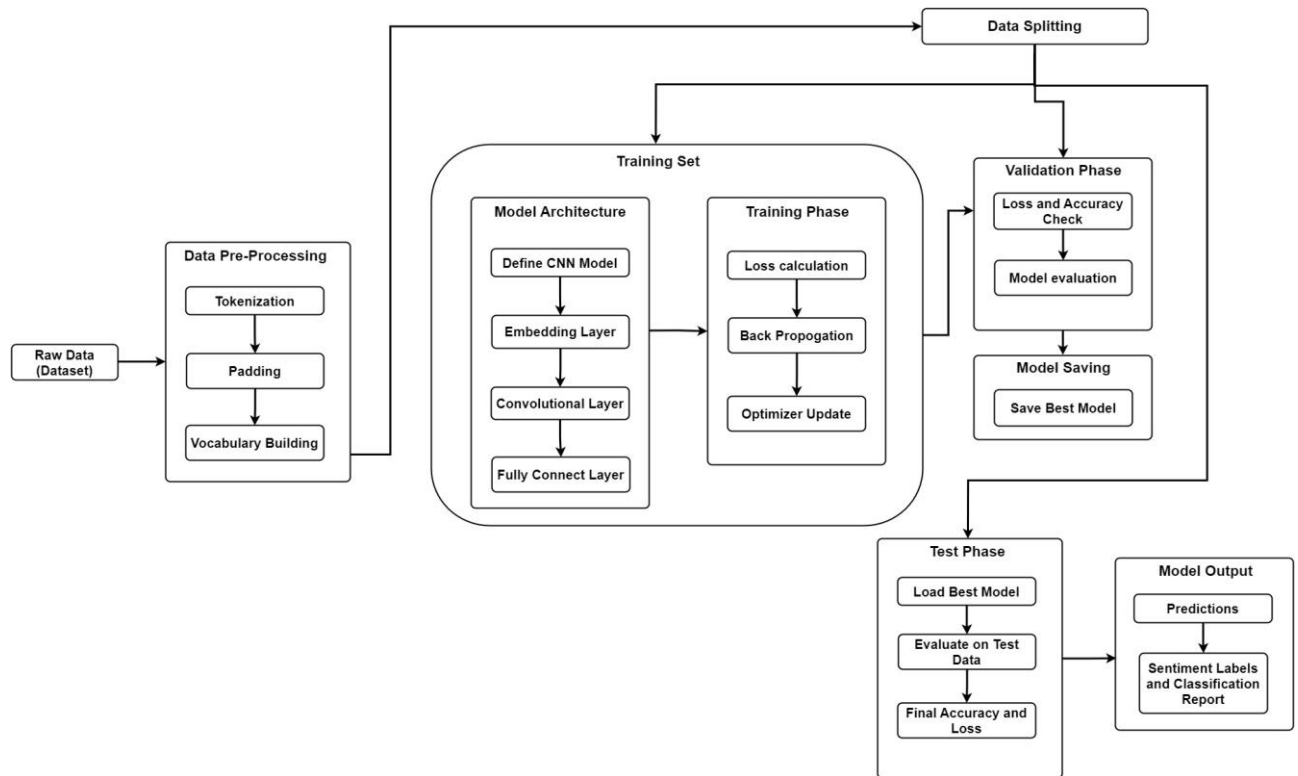 Data Splitting
Training Set
Model Architecture
Define CNN Model
Embedding Layer
Convolutional Layer
Fully Connect Layer
Training Phase
Loss calculation
Back Propogation
Optimizer Update
Validation Phase
Loss and Accuracy
Check
Model evaluation
Model Saving
Save Best Model
Data Pre-Processing
Tokenization
Padding
Vocabulary Building
Raw Data
(Dataset)
Test Phase
Load Best Model
Evaluate on Test
Data
Final Accuracy and
Loss
Model Output
Predictions
Sentiment Labels
and Classification
Report